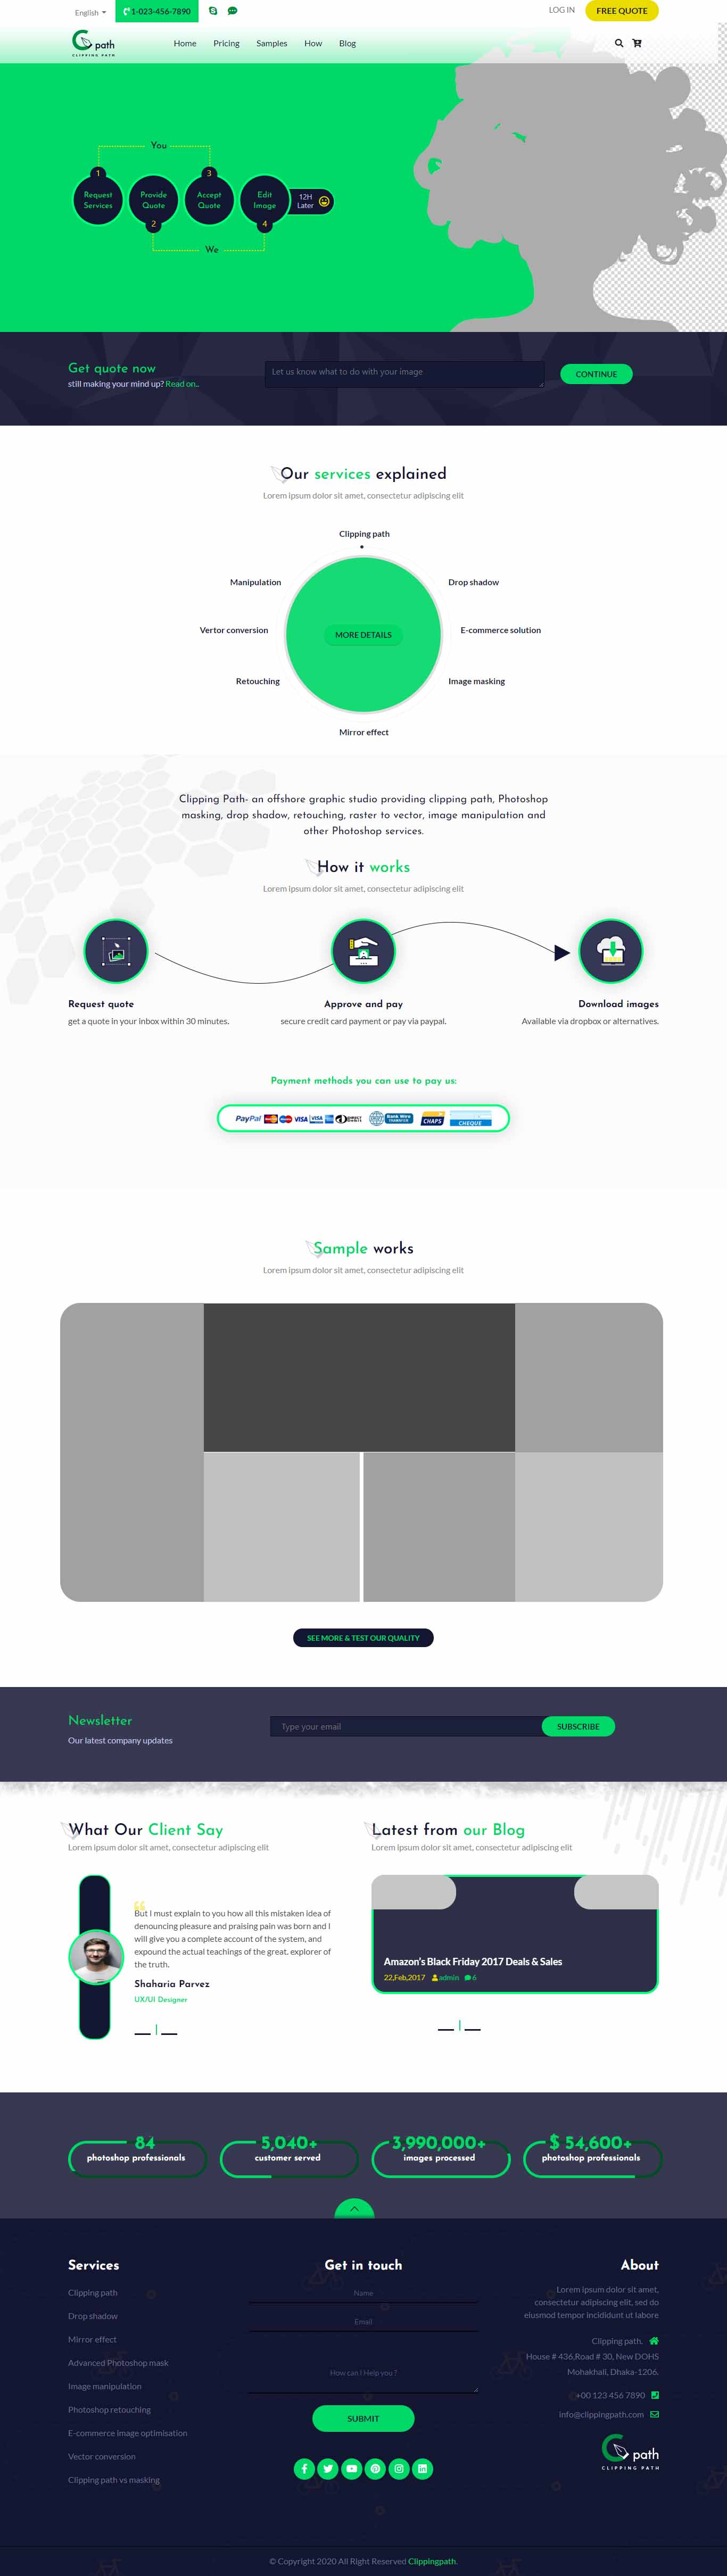 English
1-023-456-7890
LOG IN
FREE QUOTE
path
CLIPPING PATH
Home
Pricing
Samples
How
Blog
You
1
3
Request
Services
Provide
Quote
Accept
Quote
Edit
Image
12H
Later
2
4
We
Get quote now
still making your mind up? Read on..
Let us know what to do with your image
CONTINUE
Our services explained
Lorem ipsum dolor sit amet, consectetur adipiscing elit
Clipping path
Manipulation
Drop shadow
Vertor conversion
E-commerce solution
MORE DETAILS
Retouching
Image masking
Mirror effect
Clipping Path- an offshore graphic studio providing clipping path, Photoshop
masking, drop shadow, retouching, raster to vector, image manipulation and
other Photoshop services.
How it works
Lorem ipsum dolor sit amet, consectetur adipiscing elit
Request quote
get a quote in your inbox within 30 minutes.
Approve and pay
secure credit card payment or pay via paypal.
Download images
Available via dropbox or alternatives.
Payment methods you can use to pay us:
PayPal
VISA
VISA
Bank Wire
TRANSFER
CHAPS
CHEQUE
Sample works
Lorem ipsum dolor sit amet, consectetur adipiscing elit
SEE MORE & TEST OUR QUALITY
Newsletter
Our latest company updates
Type your email
SUBSCRIBE
What Our Client Say
Lorem ipsum dolor sit amet, consectetur adipiscing elit
But I must explain to you how all this mistaken idea of
denouncing pleasure and praising pain was born and I
will give you a complete account of the system, and
expound the actual teachings of the great. explorer of
the truth.
Shaharia Parvez
UX/UI Designer
Latest from our Blog
Lorem ipsum dolor sit amet, consectetur adipiscing elit
Amazon's Black Friday 2017 Deals & Sales
22,Feb,2017 admin 6
84
photoshop professionals
5,040+
customer served
3,990,000+
images processed
$ 54,600+
photoshop professionals
Services
Clipping path
Drop shadow
Mirror effect
Advanced Photoshop mask
Image manipulation
Photoshop retouching
E-commerce image optimisation
Vector conversion
Clipping path vs masking
Get in touch
Name
Email
How can I Help you ?
SUBMIT
About
Lorem ipsum dolor sit amet,
consectetur adipiscing elit, sed do
eiusmod tempor incididunt ut labore
Clipping path.
House # 436,Road # 30, New DOHS
Mohakhali, Dhaka-1206.
+00 123 456 7890
info@clippingpath.com
path
CLIPPING PATH
© Copyright 2020 All Right Reserved Clippingpath.